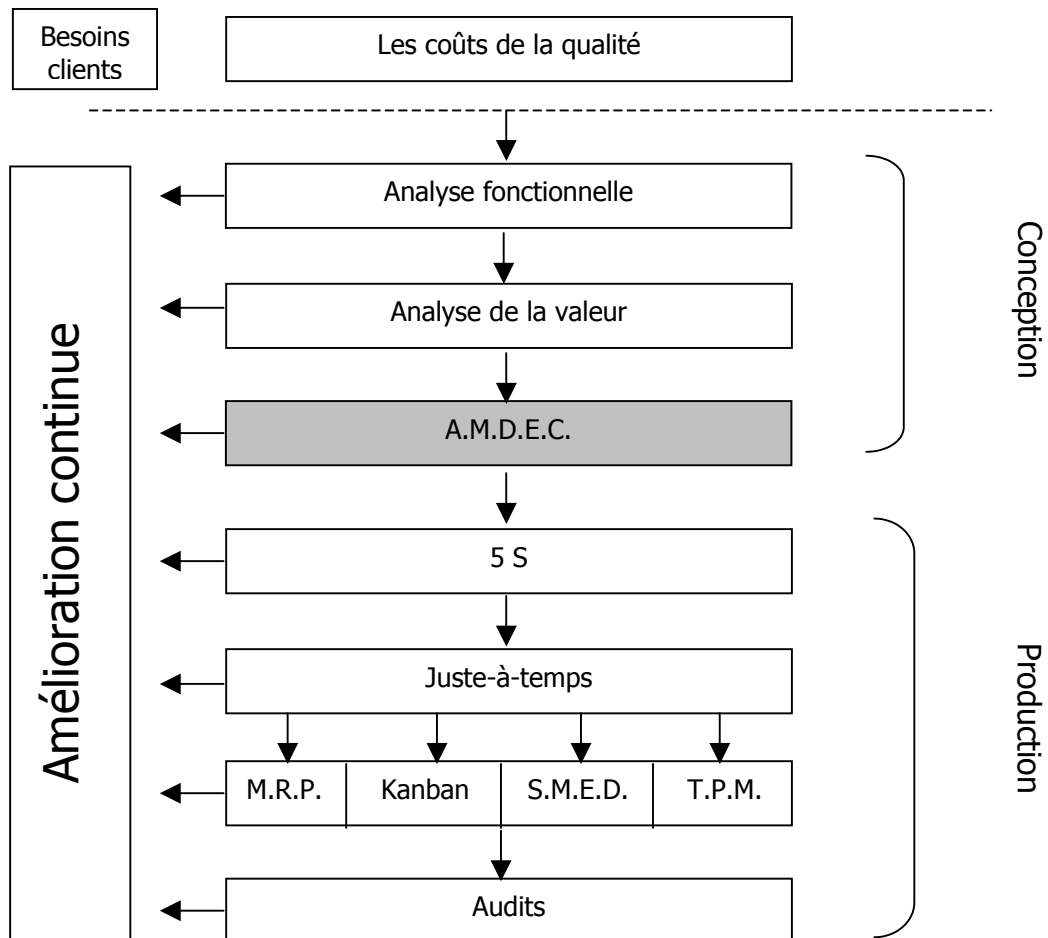 Besoins
clients
Les coûts de la qualité
Analyse fonctionnelle
Analyse de la valeur
A.M.D.E.C.
Conception
Amélioration continue
5 S
Juste-à-temps
M.R.P.
Kanban
S.M.E.D.
T.P.M.
Audits
Production